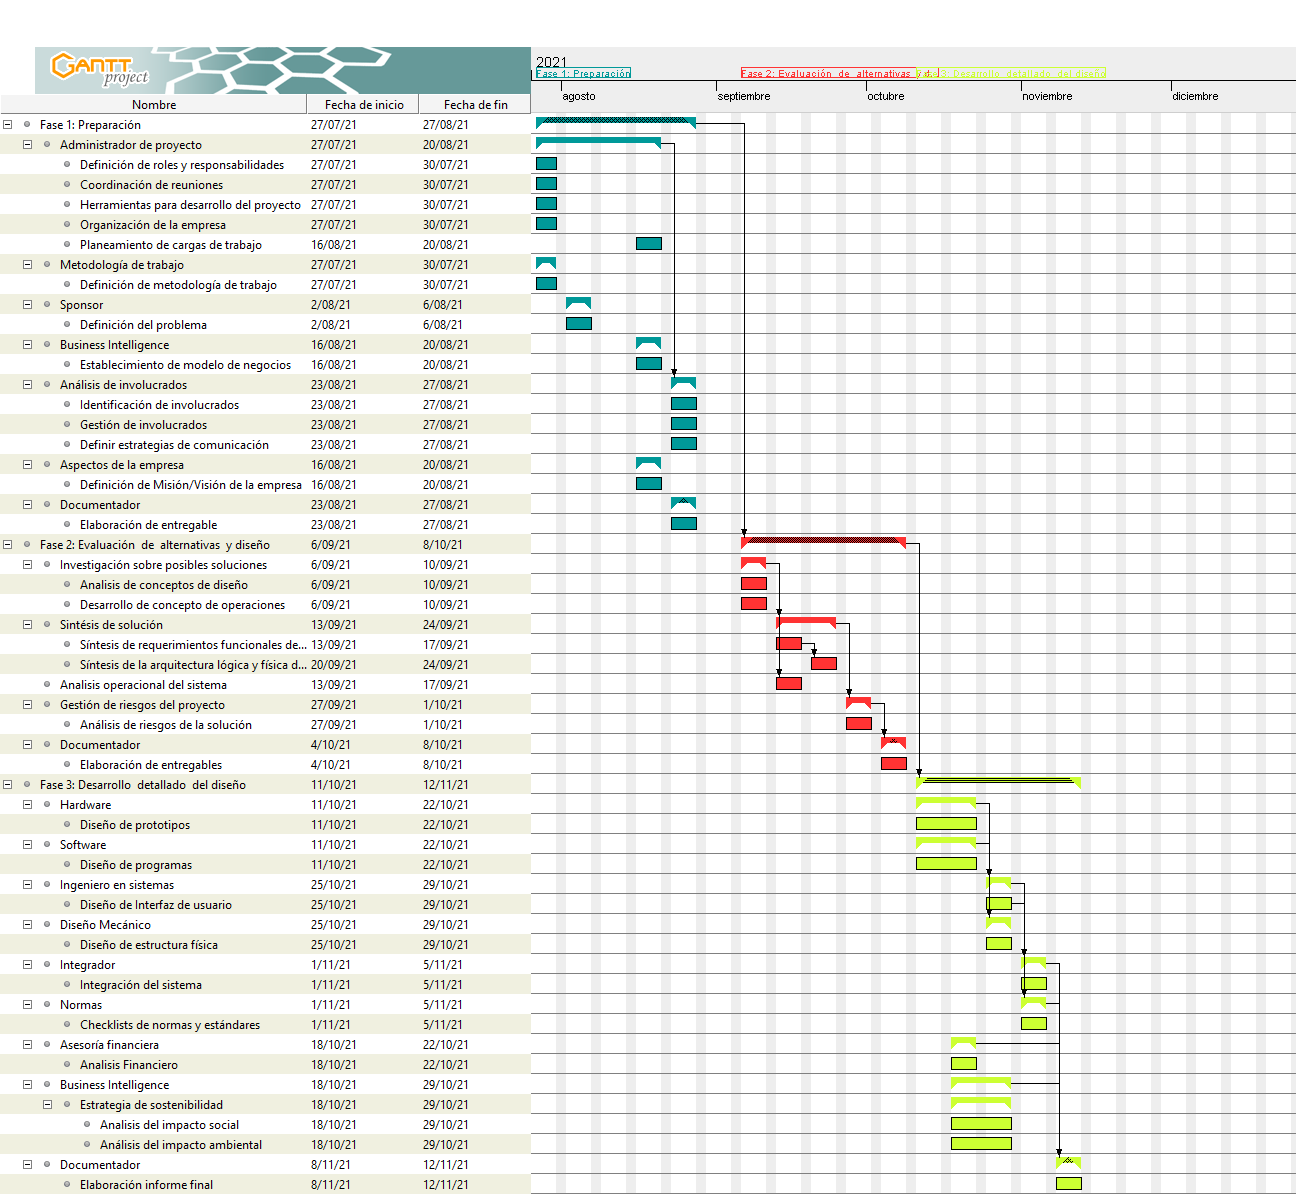 GANTT
project
2021
Fase 1: Preparación Fase 2: Evaluación de alternativas y d... Desarrollo detallado del diseño
agosto septiembre octubre noviembre diciembre
Nombre Fecha de inicio Fecha de fin
Fase 1: Preparación 27/07/21 27/08/21
Administrador de proyecto 27/07/21 20/08/21
Definición de roles y responsabilidades 27/07/21 30/07/21
Coordinación de reuniones 27/07/21 30/07/21
Herramientas para desarrollo del proyecto 27/07/21 30/07/21
Organización de la empresa 27/07/21 30/07/21
Planeamiento de cargas de trabajo 16/08/21 20/08/21
Metodología de trabajo 27/07/21 30/07/21
Definición de metodología de trabajo 27/07/21 30/07/21
Sponsor 2/08/21 6/08/21
Definición del problema 2/08/21 6/08/21
Business Intelligence 16/08/21 20/08/21
Establecimiento de modelo de negocios 16/08/21 20/08/21
Análisis de involucrados 23/08/21 27/08/21
Identificación de involucrados 23/08/21 27/08/21
Gestión de involucrados 23/08/21 27/08/21
Definir estrategias de comunicación 23/08/21 27/08/21
Aspectos de la empresa 16/08/21 20/08/21
Definición de Misión/Visión de la empresa 16/08/21 20/08/21
Documentador 23/08/21 27/08/21
Elaboración de entregable 23/08/21 27/08/21
Fase 2: Evaluación de alternativas y diseño 6/09/21 8/10/21
Investigación sobre posibles soluciones 6/09/21 10/09/21
Analisis de conceptos de diseño 6/09/21 10/09/21
Desarrollo de concepto de operaciones 6/09/21 10/09/21
Sintésis de solución 13/09/21 24/09/21
Síntesis de requerimientos funcionales de... 13/09/21 17/09/21
Síntesis de la arquitectura lógica y física d... 20/09/21 24/09/21
Analisis operacional del sistema 13/09/21 17/09/21
Gestión de riesgos del proyecto 27/09/21 1/10/21
Análisis de riesgos de la solución 27/09/21 1/10/21
Documentador 4/10/21 8/10/21
Elaboración de entregables 4/10/21 8/10/21
Fase 3: Desarrollo detallado del diseño 11/10/21 12/11/21
Hardware 11/10/21 22/10/21
Diseño de prototipos 11/10/21 22/10/21
Software 11/10/21 22/10/21
Diseño de programas 11/10/21 22/10/21
Ingeniero en sistemas 25/10/21 29/10/21
Diseño de Interfaz de usuario 25/10/21 29/10/21
Diseño Mecánico 25/10/21 29/10/21
Diseño de estructura física 25/10/21 29/10/21
Integrador 1/11/21 5/11/21
Integración del sistema 1/11/21 5/11/21
Normas 1/11/21 5/11/21
Checklists de normas y estándares 1/11/21 5/11/21
Asesoría financiera 18/10/21 22/10/21
Analisis Financiero 18/10/21 22/10/21
Business Intelligence 18/10/21 29/10/21
Estrategia de sostenibilidad 18/10/21 29/10/21
Analisis del impacto social 18/10/21 29/10/21
Análisis del impacto ambiental 18/10/21 29/10/21
Documentador 8/11/21 12/11/21
Elaboración informe final 8/11/21 12/11/21